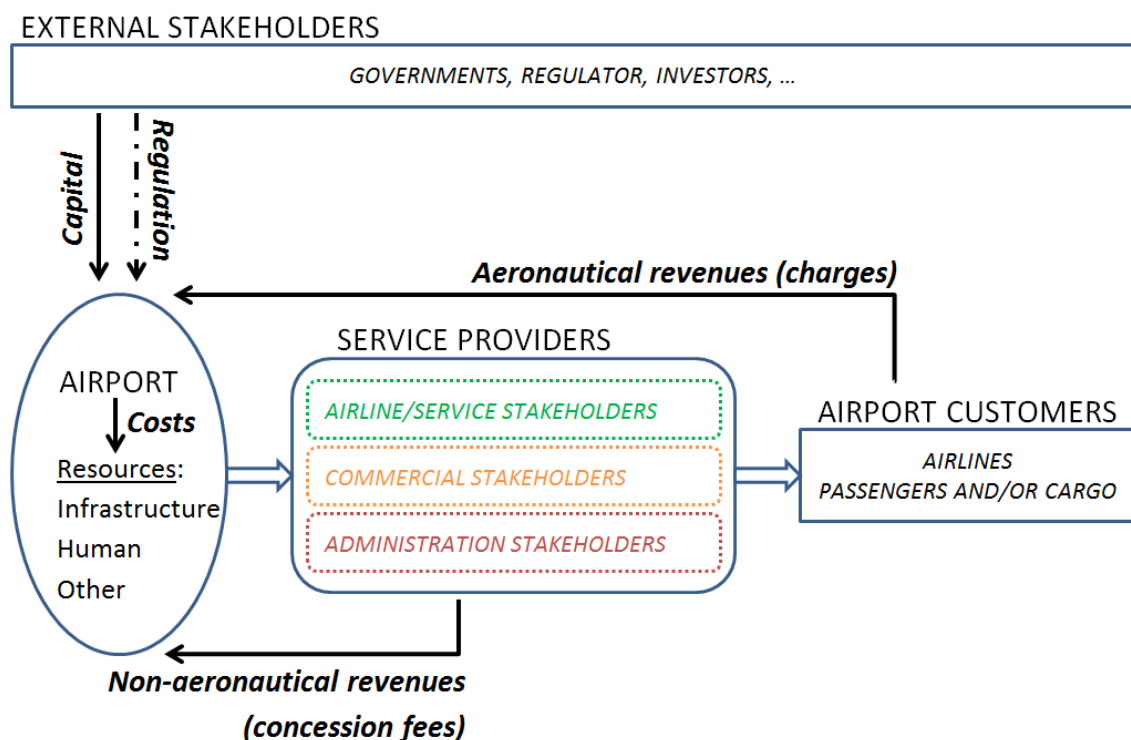 EXTERNAL STAKEHOLDERS
GOVERNMENTS, REGULATOR, INVESTORS, ...
Capital
Regulation
Aeronautical revenues (charges)
SERVICE PROVIDERS
AIRPORT
Costs
Resources:
Infrastructure
Human
Other
AIRLINE/SERVICE STAKEHOLDERS
COMMERCIAL STAKEHOLDERS
ADMINISTRATION STAKEHOLDERS
AIRPORT CUSTOMERS
AIRLINES
PASSENGERS AND/OR CARGO
Non-aeronautical revenues
(concession fees)